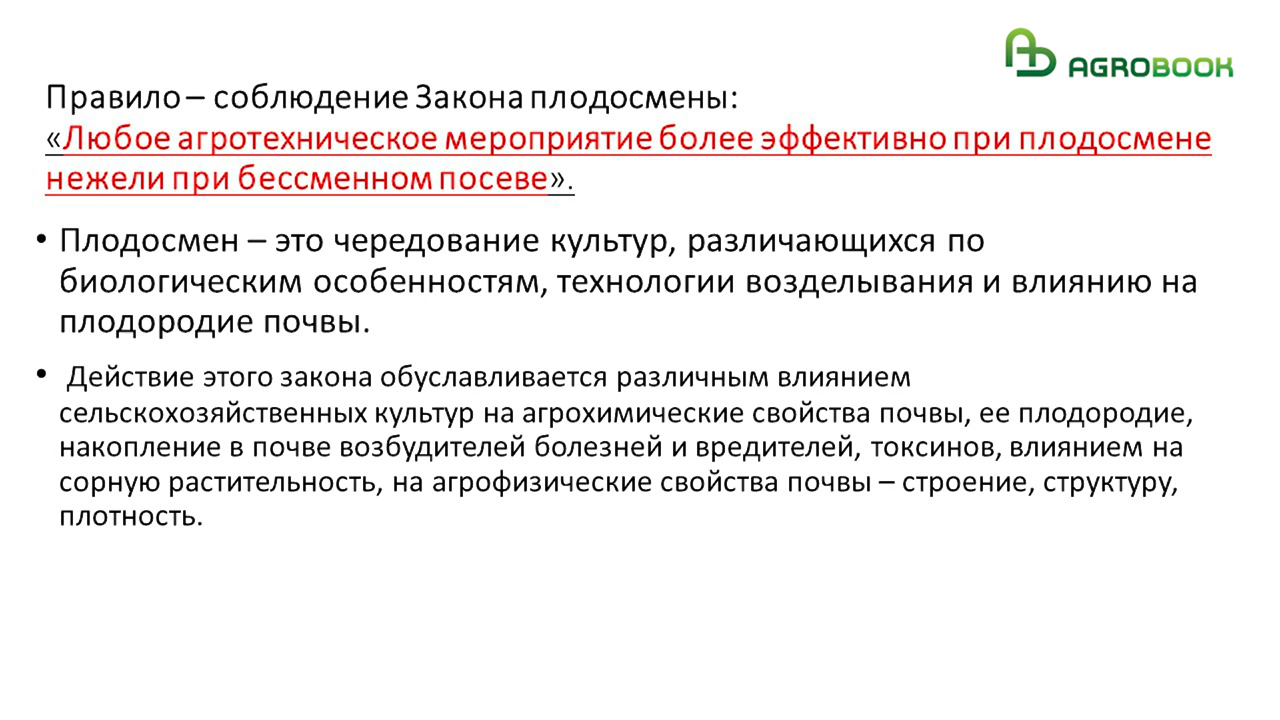 AGROBOOK
Правило – соблюдение Закона плодосмены:
«Любое агротехническое мероприятие более эффективно при плодосмене
нежели при бессменном посеве».
• Плодосмен – это чередование культур, различающихся по
биологическим особенностям, технологии возделывания и влиянию на
плодородие почвы.
• Действие этого закона обуславливается различным влиянием
сельскохозяйственных культур на агрохимические свойства почвы, ее плодородие,
накопление в почве возбудителей болезней и вредителей, токсинов, влиянием на
сорную растительность, на агрофизические свойства почвы – строение, структуру,
плотность.